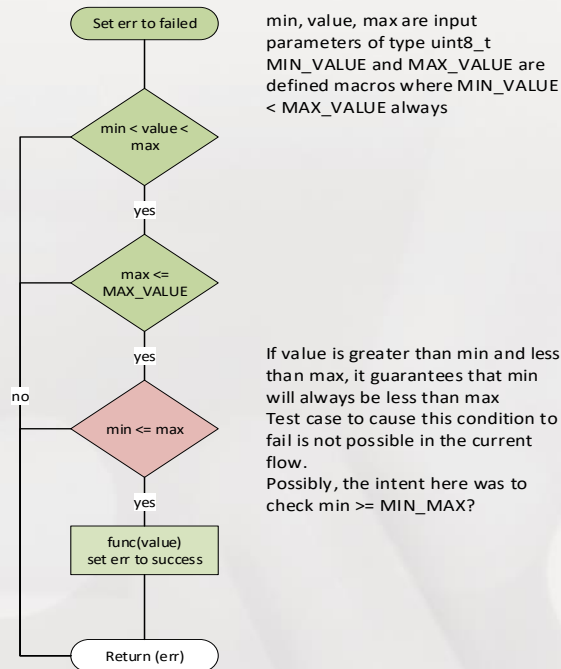 Set err to failed
min, value, max are input
parameters of type uint8_t
MIN_VALUE and MAX_VALUE are
defined macros where MIN_VALUE
< MAX_VALUE always
min < value <
max
yes
max <=
MAX_VALUE
yes
no
min <= max
If value is greater than min and less
than max, it guarantees that min
will always be less than max
Test case to cause this condition to
fail is not possible in the current
flow.
Possibly, the intent here was to
check min >= MIN_MAX?
yes
func(value)
set err to success
Return (err)